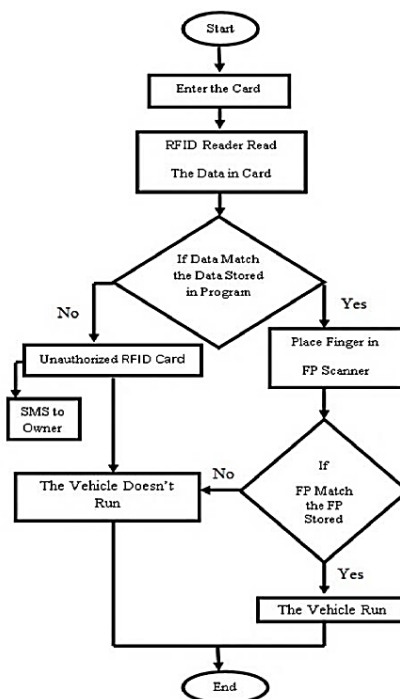 Start
Enter the Card
RFID Reader Read
The Data in Card
If Data Match
the Data Stored
in Program
No
Yes
Unauthorized RFID Card
Place Finger in
FP Scanner
SMS to
Owner
The Vehicle Doesn't
Run
No
If
FP Match
the FP
Stored
Yes
The Vehicle Run
End